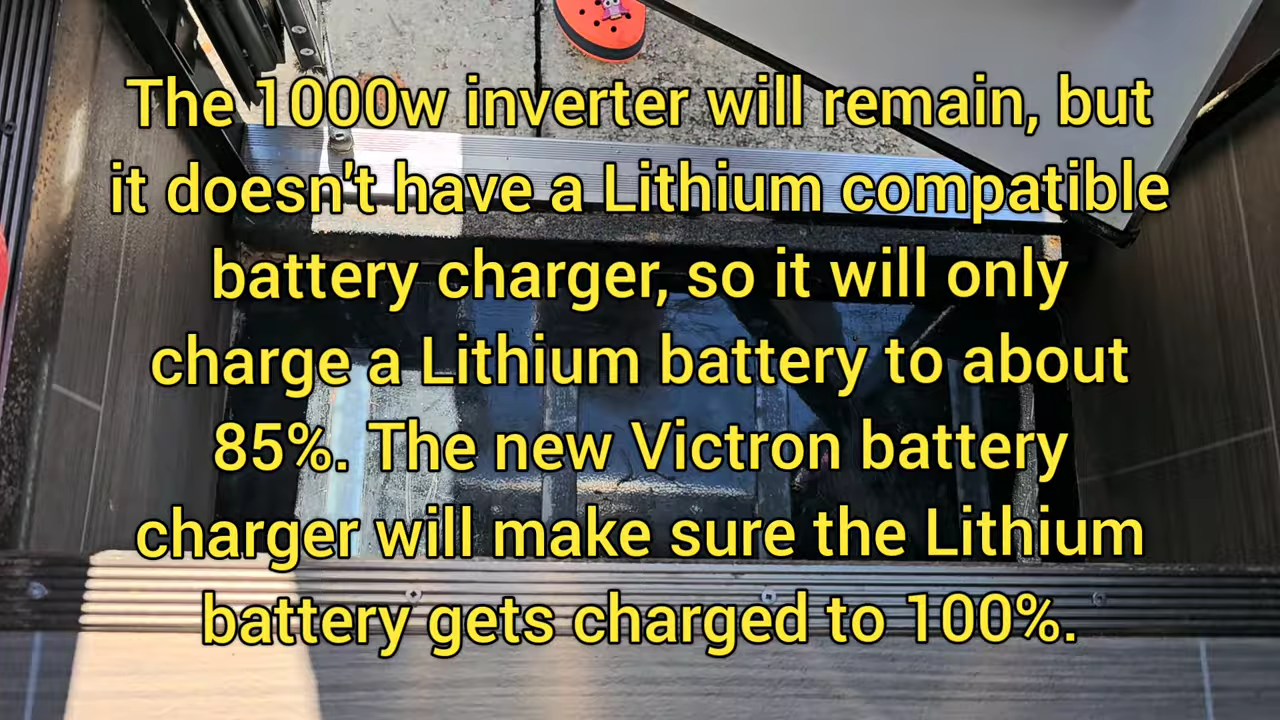 The 1000w inverter will remain, but
it doesn't have a Lithium compatible
battery charger, so it will only
charge a Lithium battery to about
85%. The new Victron battery
charger will make sure the Lithium
battery gets charged to 100%.